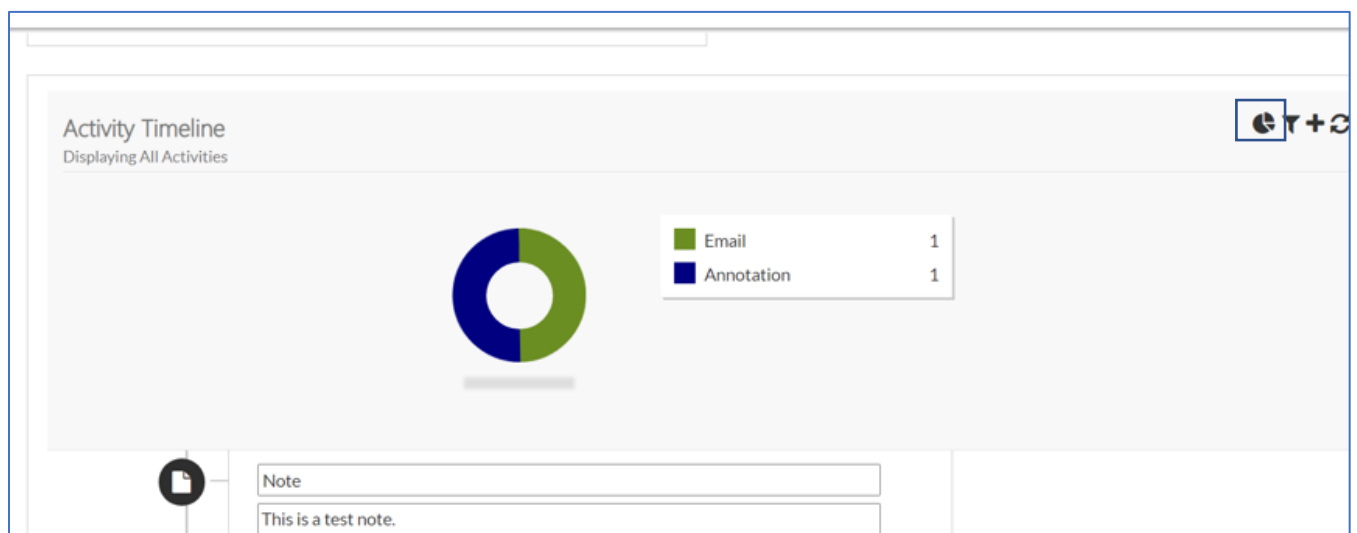 Activity Timeline
Displaying All Activities
Email 1
Annotation 1
Note
This is a test note.